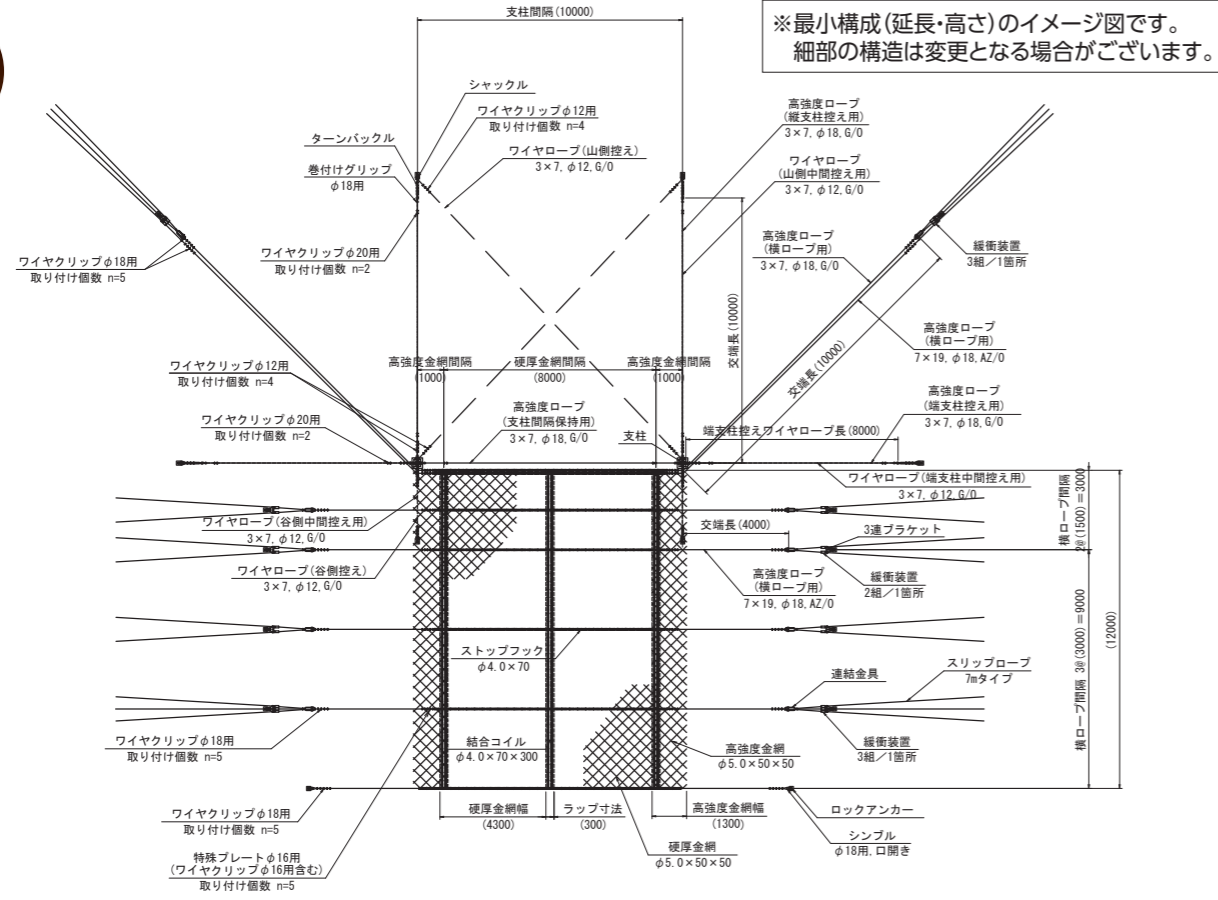 支柱間隔(10000)
※最小構成(延長・高さ)のイメージ図です。
細部の構造は変更となる場合がございます。
シャックル
ワイヤクリップφ12用
取り付け個数 n=4
ターンバックル
ワイヤロープ(山側控え)
3×7, φ12, G/O
巻付けグリップ
φ18用
高強度ロープ
(縦支柱控え用)
3×7, φ18, G/O
ワイヤロープ
(山側中間控え用)
3×7, φ12, G/O
ワイヤクリップφ18用
取り付け個数 n=5
ワイヤクリップφ20用
取り付け個数 n=2
高強度ロープ
(横ロープ用)
3×7, φ18, G/O
緩衝装置
3組/1箇所
交端長(10000)
交端長(10000)
高強度ロープ
(横ロープ用)
7×19, φ18, AZ/O
ワイヤクリップφ12用
取り付け個数 n=4
高強度金網間隔
(1000)
硬厚金網間隔
(8000)
高強度金網間隔
(1000)
高強度ロープ
(支柱間隔保持用)
3×7, φ18, G/O
高強度ロープ
(端支柱控え用)
3×7, φ18, G/O
ワイヤクリップφ20用
取り付け個数 n=2
支柱
端支柱控えワイヤロープ長(8000)
ワイヤロープ(端支柱中間控え用)
3×7, φ12, G/O
ワイヤロープ(谷側中間控え用)
3×7, φ12, G/O
交端長(4000)
3連ブラケット
横ロープ間隔
2@(1500)=3000
ワイヤロープ(谷側控え)
3×7, φ12, G/O
高強度ロープ
(横ロープ用)
7×19, φ18, AZ/O
緩衝装置
2組/1箇所
ストップフック
φ4.0×70
連結金具
スリップロープ
7mタイプ
横ロープ間隔 3@(3000)=9000
(12000)
ワイヤクリップφ18用
取り付け個数 n=5
結合コイル
φ4.0×70×300
高強度金網
φ5.0×50×50
緩衝装置
3組/1箇所
ワイヤクリップφ18用
取り付け個数 n=5
硬厚金網幅
(4300)
ラップ寸法
(300)
高強度金網幅
(1300)
ロックアンカー
シンブル
φ18用, 口開き
硬厚金網
φ5.0×50×50
特殊プレートφ16用
(ワイヤクリップφ16用含む)
取り付け個数 n=5